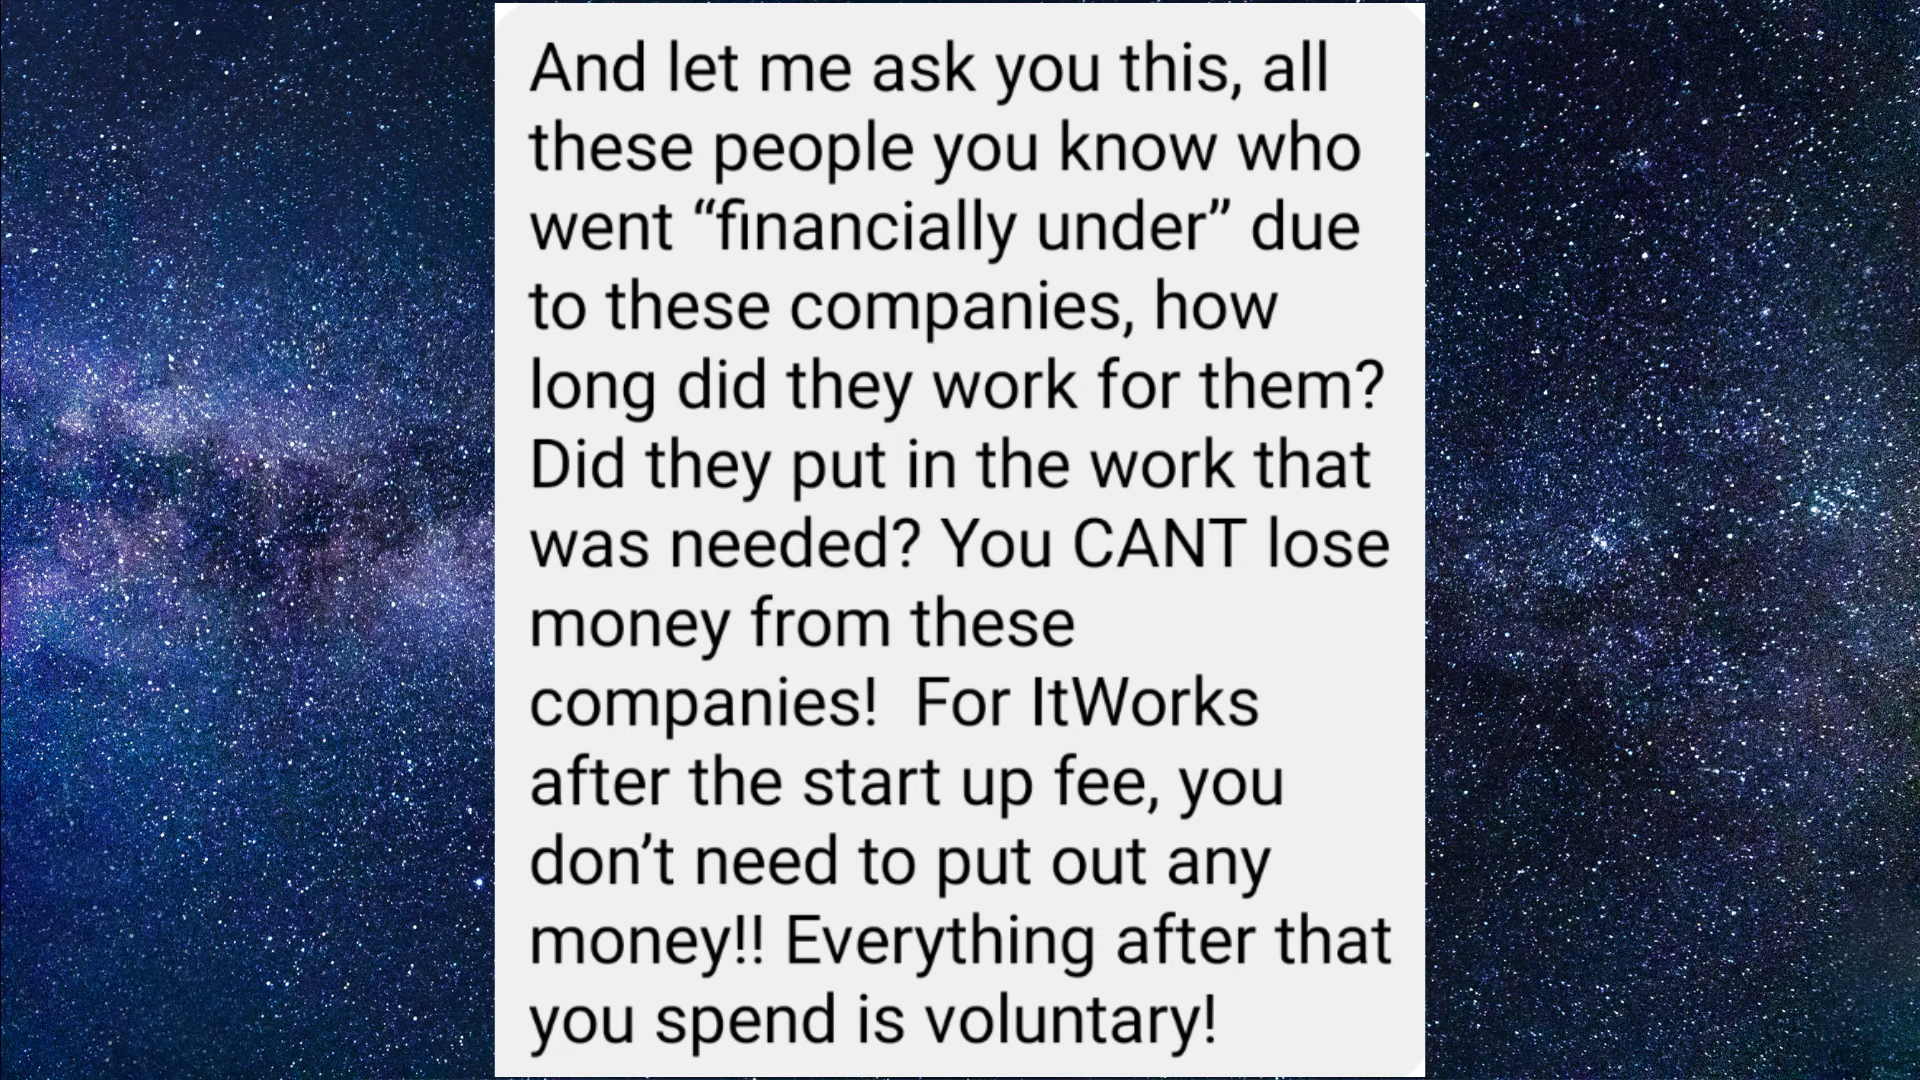 And let me ask you this, all
these people you know who
went “financially under” due
to these companies, how
long did they work for them?
Did they put in the work that
was needed? You CANT lose
money from these
companies!  For ItWorks
after the start up fee, you
don’t need to put out any
money!! Everything after that
you spend is voluntary!